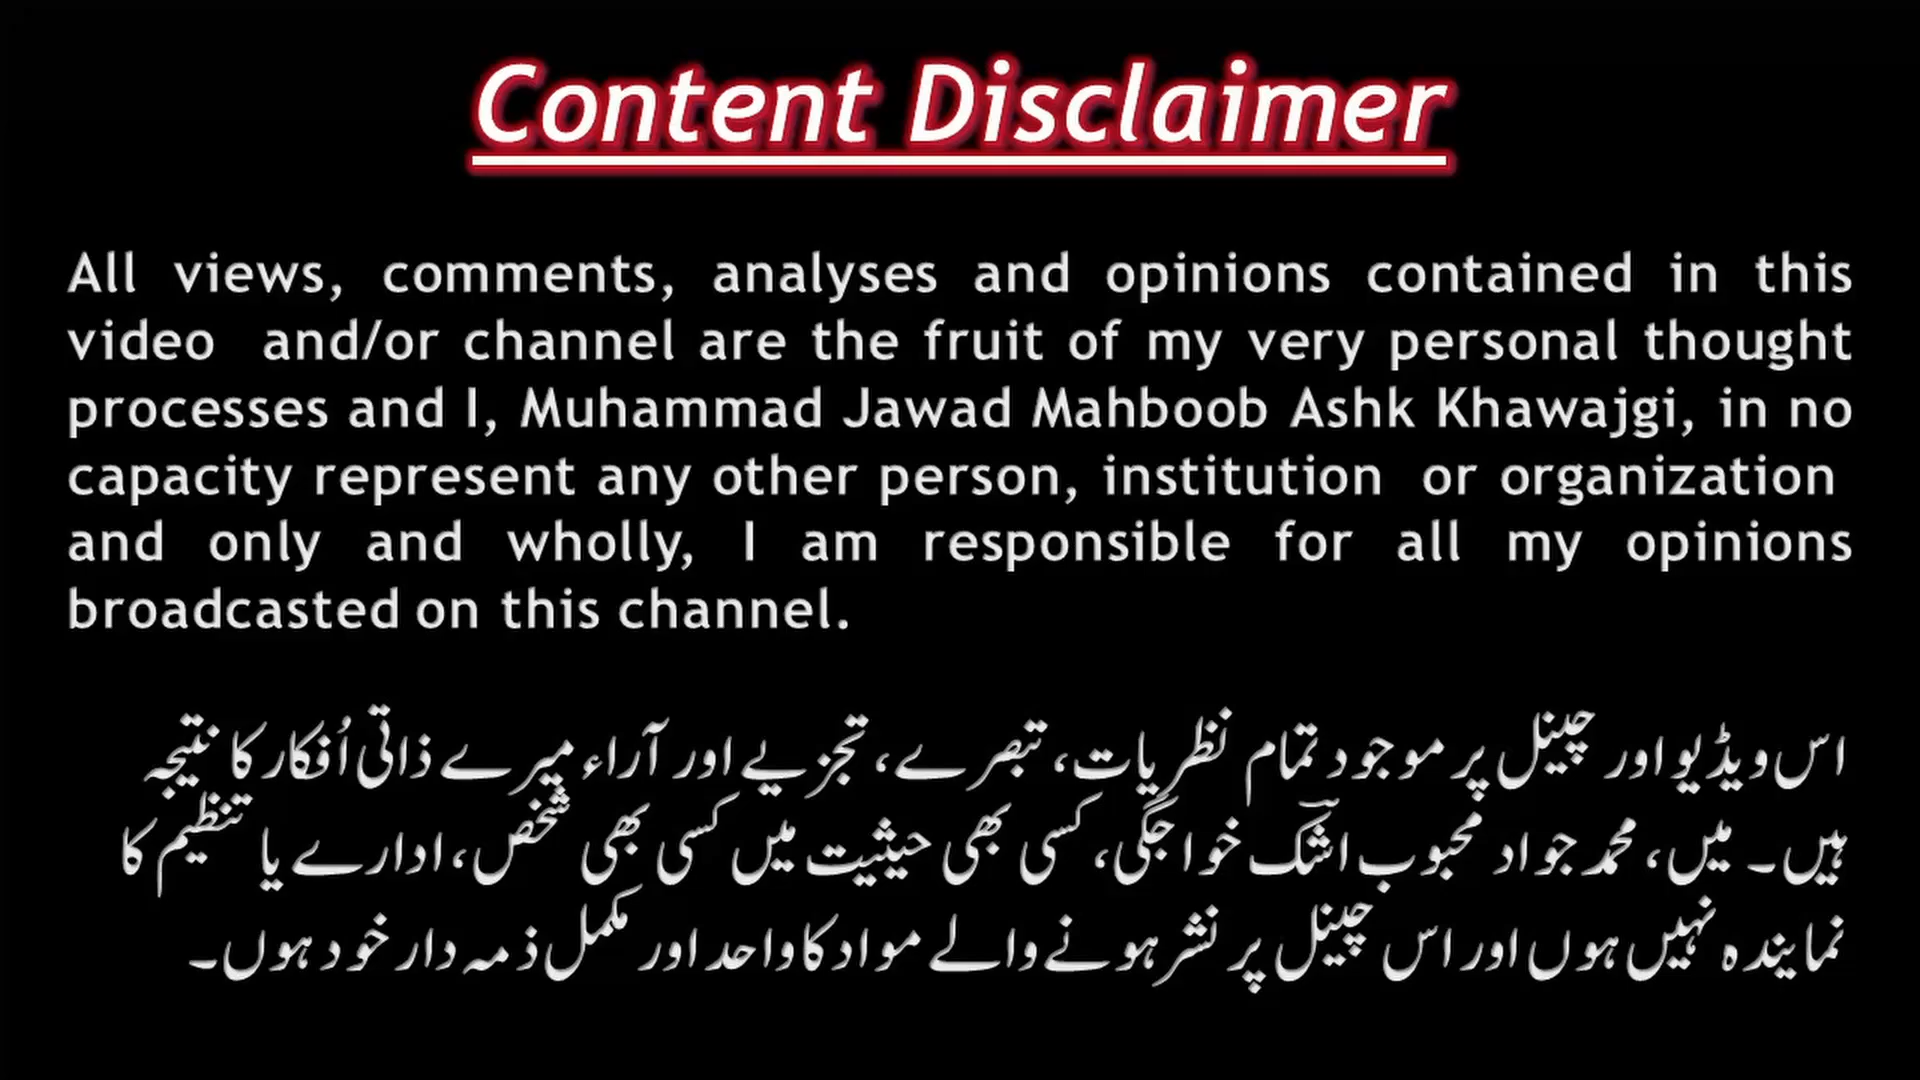 Content Disclaimer
All views, comments, analyses and opinions contained in this
video and/or channel are the fruit of my very personal thought
processes and I, Muhammad Jawad Mahboob Ashk Khawajgi, in no
capacity represent any other person, institution or organization
and only and wholly, I am responsible for all my opinions
broadcasted on this channel.
اس ویڈیو اور چینل پر موجود تمام نظریات، تبصرے، تجزیے اور آراء میرے ذاتی اُفکار کا نتیجہ
ہیں۔ میں، محمد جواد محبوب اشکؔ خواجگی، کسی بھی حیثیت میں کسی بھی شخص، ادارے یا تنظیم کا
نمایندہ نہیں ہوں اور اس چینل پر نشر ہونے والے مواد کا واحد اور مکمل ذمہ دار خود ہوں۔